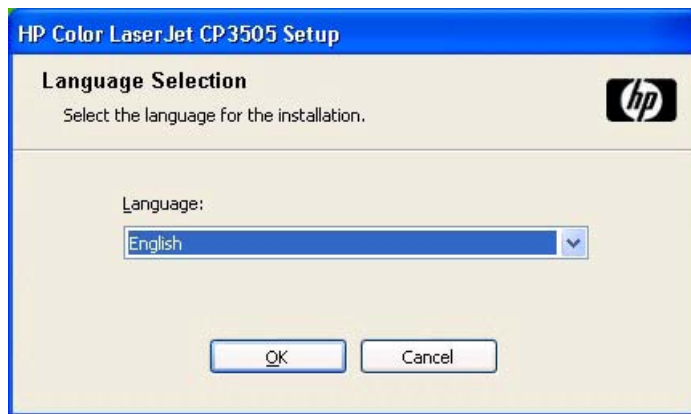 HP Color LaserJet CP3505 Setup
Language Selection
Select the language for the installation.
hp
Language:
English
OK
Cancel